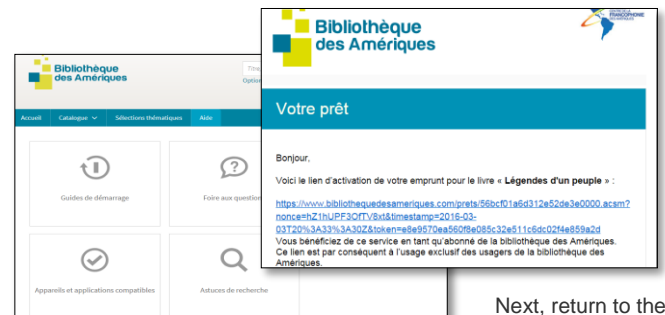 Bibliothèque
des Amériques
Option
Accueil Catalogue Sélections thématiques Aide
Guides de démarrage
Foire aux question
Appareils et applications compatibles
Astuces de recherche
Bibliothèque
des Amériques
FRANCOPHONIE
Votre prêt
Bonjour,
Voici le lien d'activation de votre emprunt pour le livre « Légendes d'un peuple » :
https://www.bibliothequedesameriques.com/prets/56bcf01a6d312e52de3e0000.acsm?
nonce=hZ1hUPF3OfTV8xt&timestamp=2016-03-
03T20%3A33%3A30Z&token=e8e9570ea560f8e085c32e511c6dc02f4e859a2d
Vous bénéficiez de ce service en tant qu'abonné de la bibliothèque des Amériques.
Ce lien est par conséquent à l'usage exclusif des usagers de la bibliothèque des
Amériques.
Next, return to the